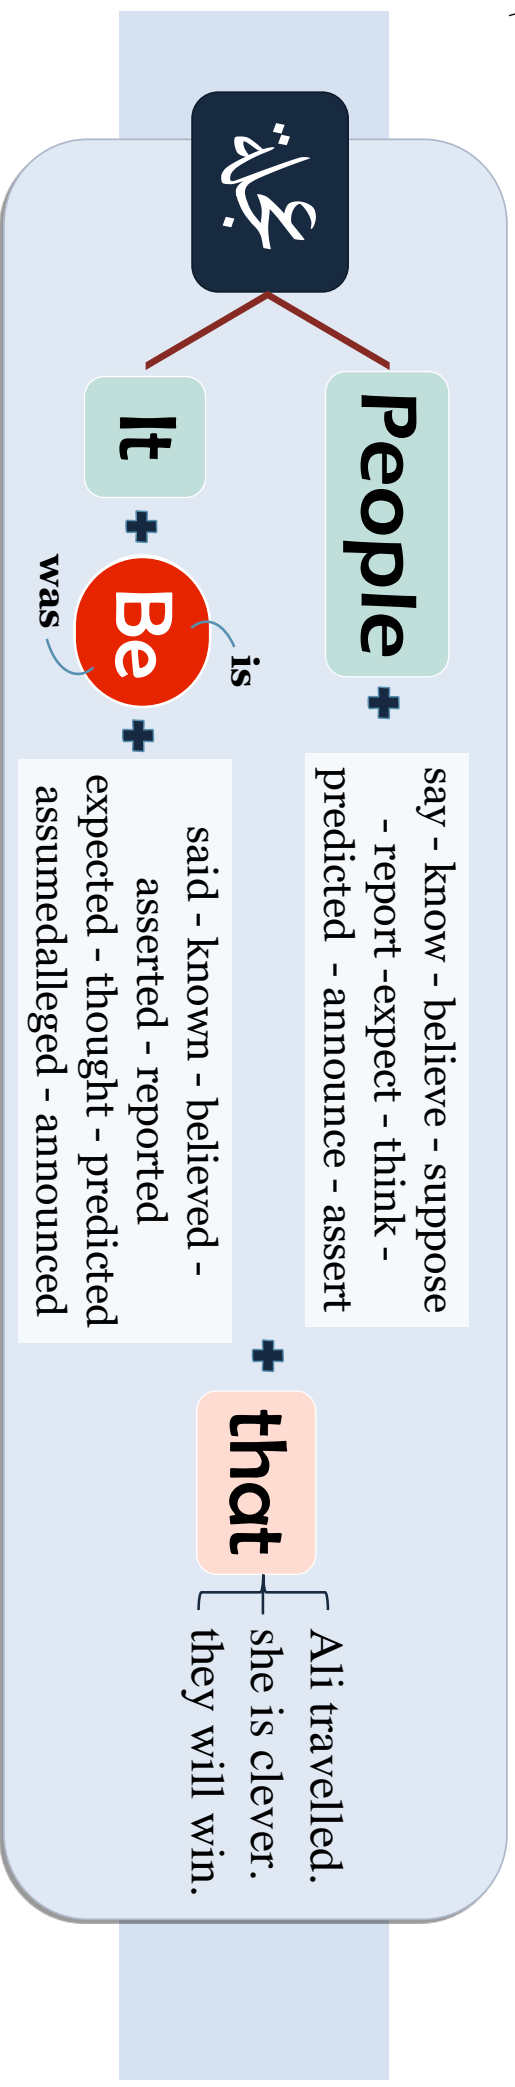 عجلة
People
say - know - believe - suppose
- report -expect - think -
predicted - announce - assert
It
Be
is
was
said - known - believed -
asserted - reported
expected - thought - predicted
assumedalleged - announced
that
Ali travelled.
she is clever.
they will win.